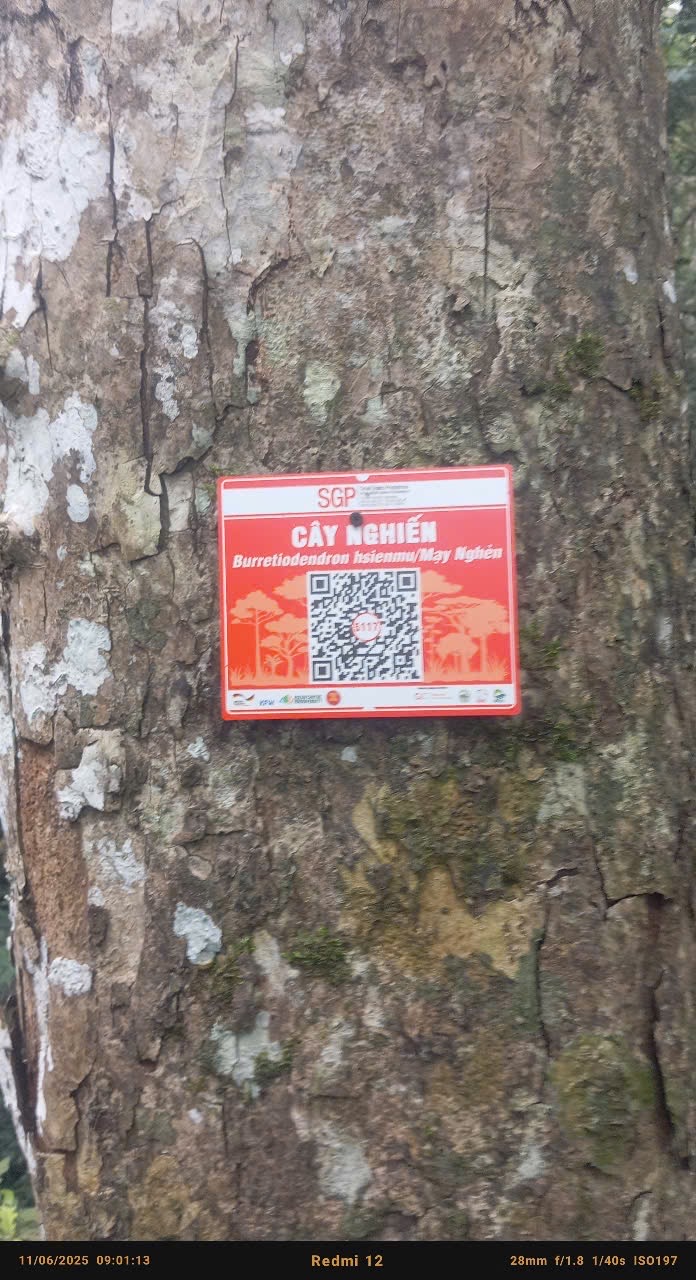 SGP
CÂY NGHIẾN
Burretiodendron hsienmu/Mạy Nghén
KFW
11/06/2025 09:01:13
Redmi 12
28mm f/1.8 1/40s ISO197